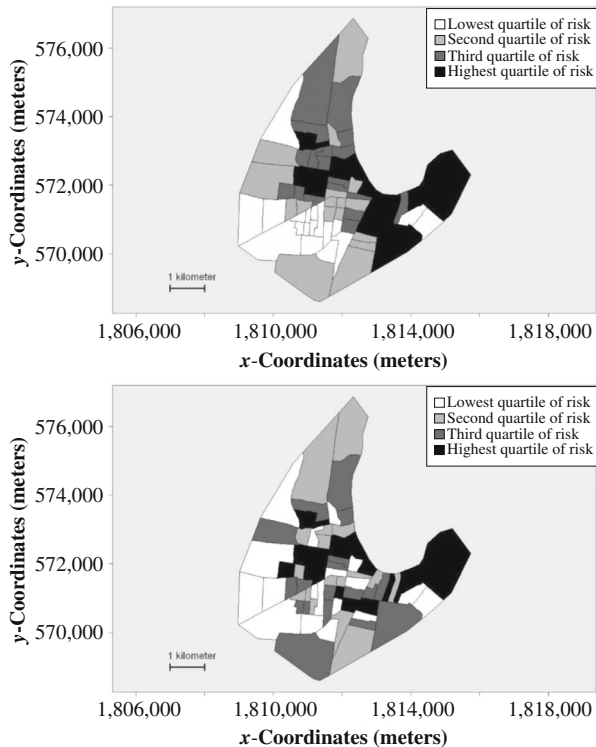 Lowest quartile of risk
Second quartile of risk
Third quartile of risk
Highest quartile of risk
576,000
574,000
572,000
570,000
y-Coordinates (meters)
1 kilometer
1,806,000 1,810,000 1,814,000 1,818,000
x-Coordinates (meters)
Lowest quartile of risk
Second quartile of risk
Third quartile of risk
Highest quartile of risk
576,000
574,000
572,000
570,000
y-Coordinates (meters)
1 kilometer
1,806,000 1,810,000 1,814,000 1,818,000
x-Coordinates (meters)